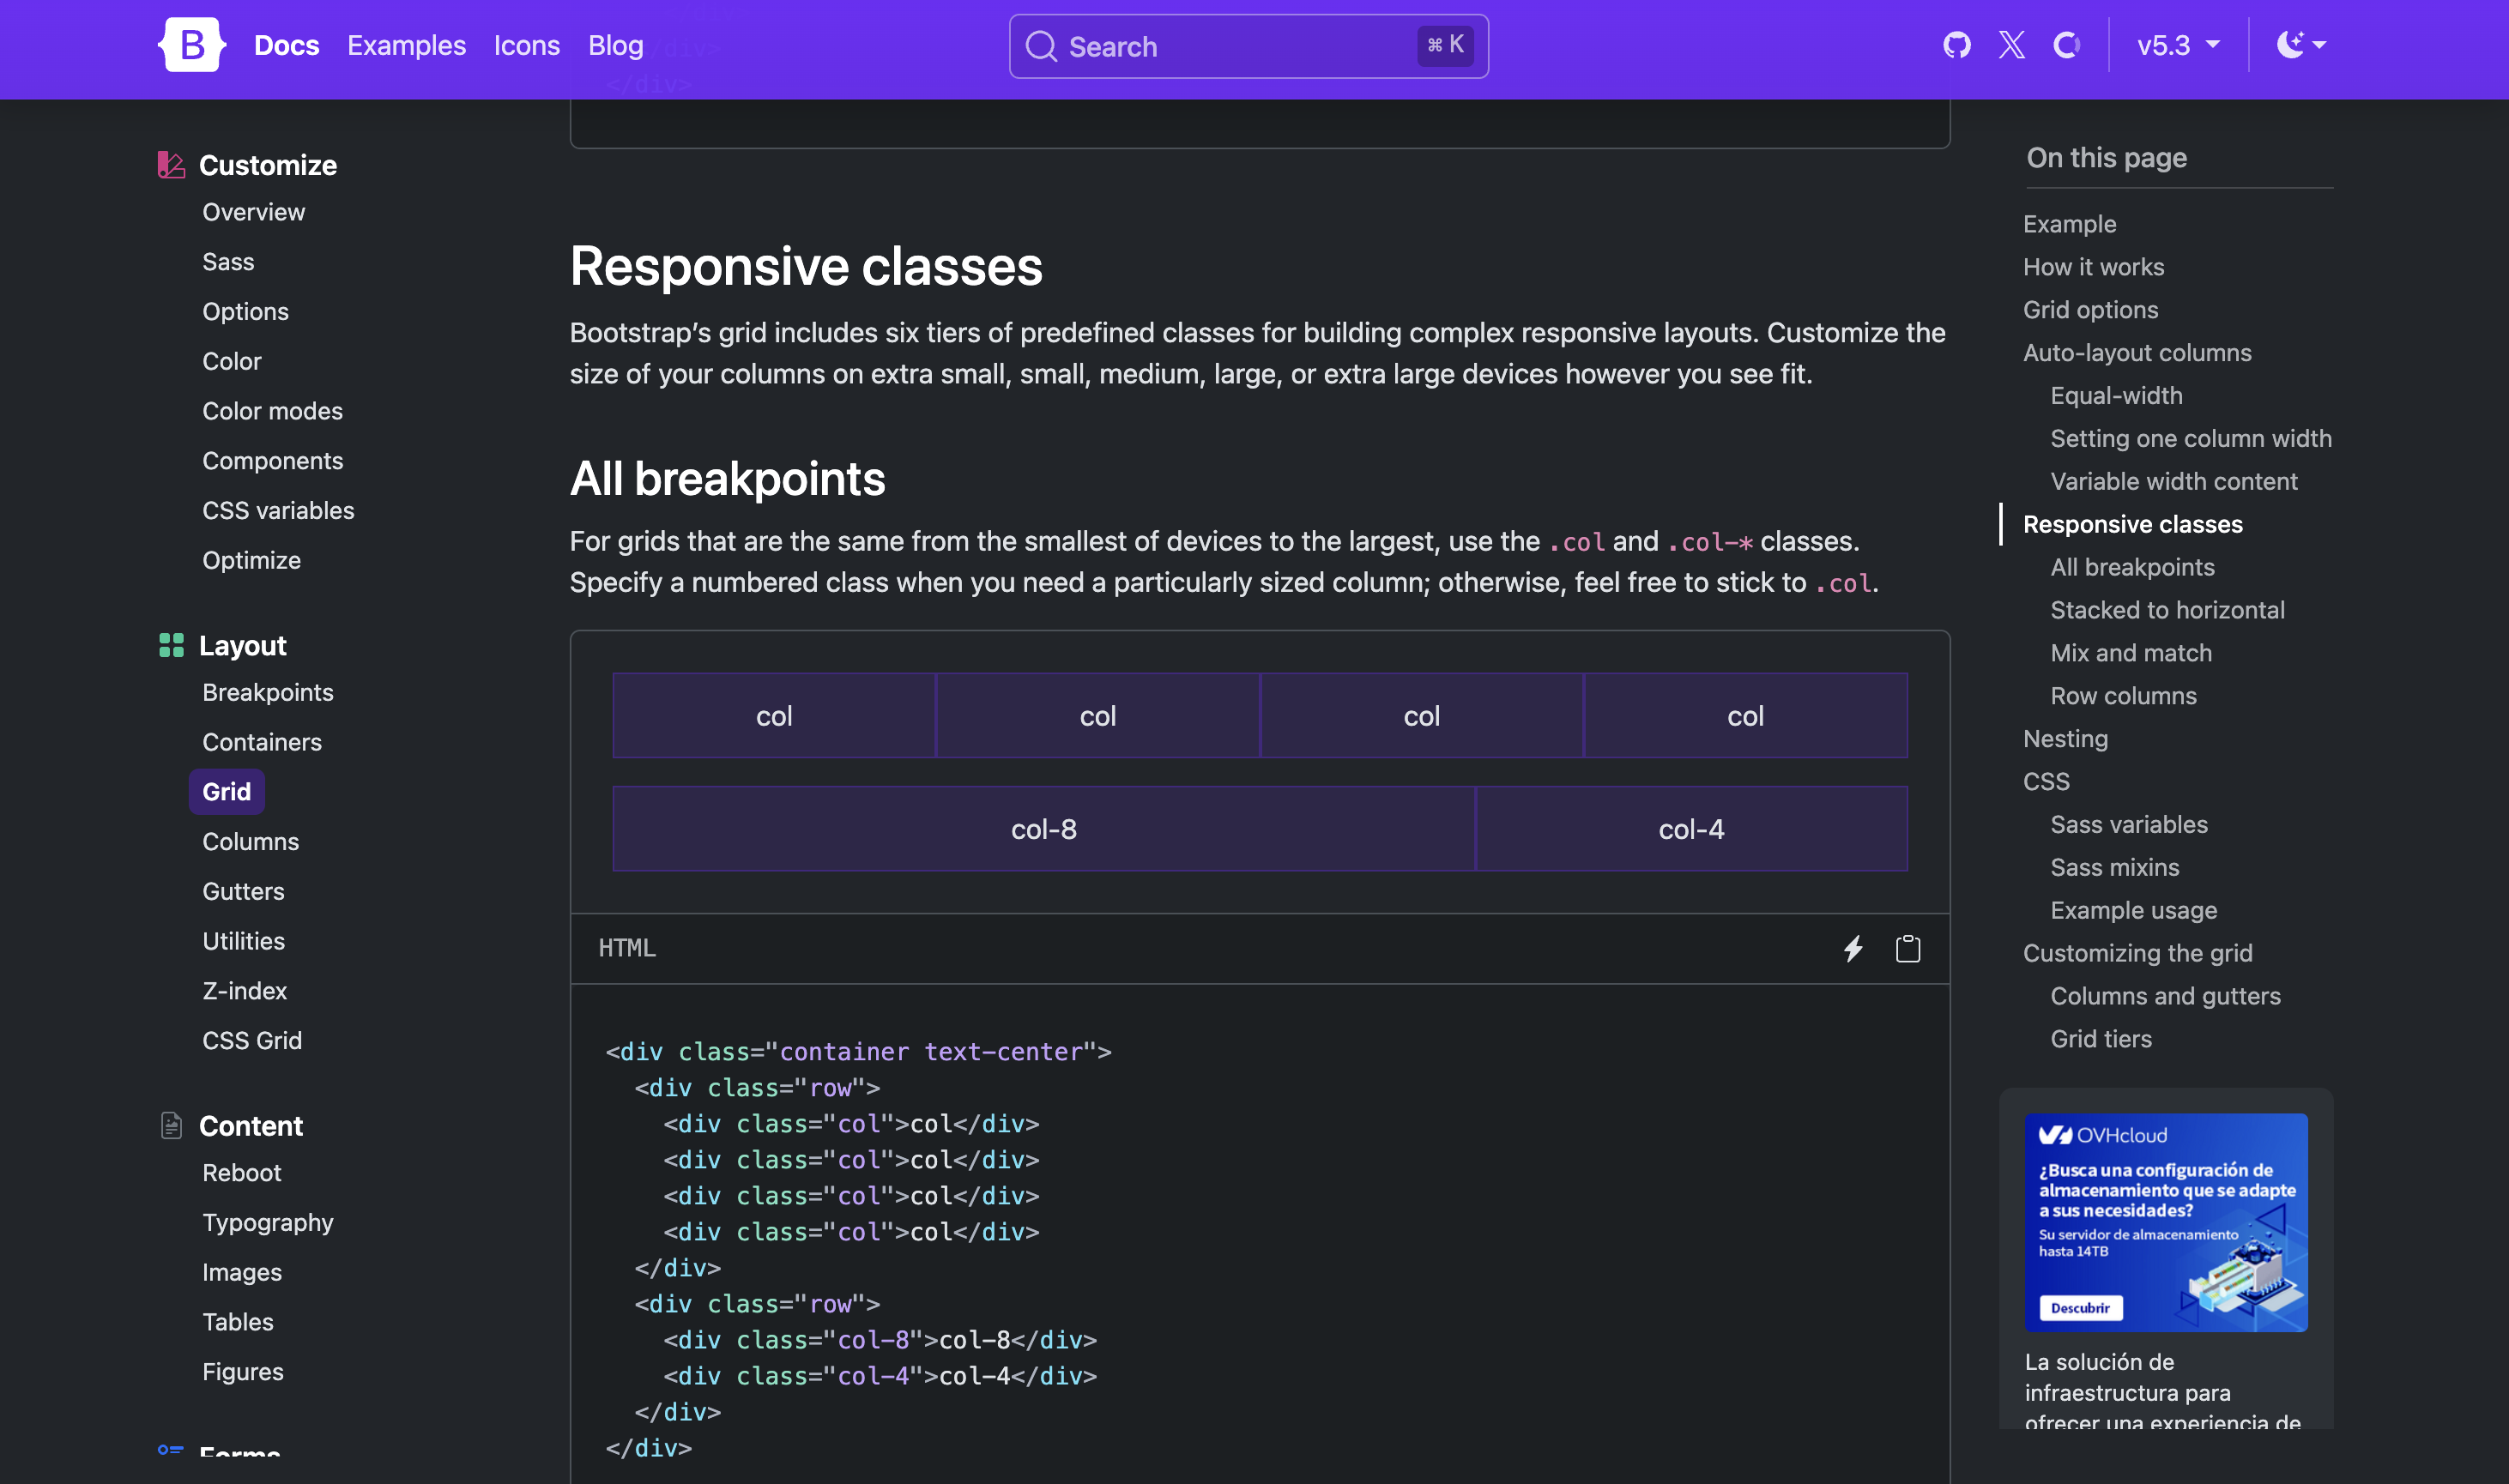 B
Docs
Examples
Icons
Blog
Search
⌘ K
v5.3
Customize
Overview
Sass
Options
Color
Color modes
Components
CSS variables
Optimize
Layout
Breakpoints
Containers
Grid
Columns
Gutters
Utilities
Z-index
CSS Grid
Content
Reboot
Typography
Images
Tables
Figures
Forms
</div>
</div>
Responsive classes
Bootstrap’s grid includes six tiers of predefined classes for building complex responsive layouts. Customize the
size of your columns on extra small, small, medium, large, or extra large devices however you see fit.
All breakpoints
For grids that are the same from the smallest of devices to the largest, use the .col and .col-* classes.
Specify a numbered class when you need a particularly sized column; otherwise, feel free to stick to .col.
col
col
col
col
col-8
col-4
HTML
<div class="container text-center">
  <div class="row">
    <div class="col">col</div>
    <div class="col">col</div>
    <div class="col">col</div>
    <div class="col">col</div>
  </div>
  <div class="row">
    <div class="col-8">col-8</div>
    <div class="col-4">col-4</div>
  </div>
</div>
On this page
Example
How it works
Grid options
Auto-layout columns
Equal-width
Setting one column width
Variable width content
Responsive classes
All breakpoints
Stacked to horizontal
Mix and match
Row columns
Nesting
CSS
Sass variables
Sass mixins
Example usage
Customizing the grid
Columns and gutters
Grid tiers
OVHcloud
¿Busca una configuración de
almacenamiento que se adapte
a sus necesidades?
Su servidor de almacenamiento
hasta 14TB
Descubrir
La solución de
infraestructura para
ofrecer una experiencia de